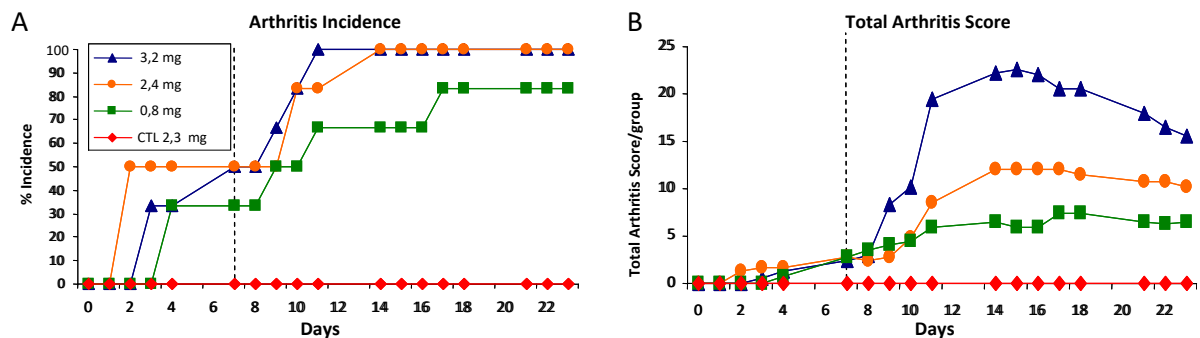 A
Arthritis Incidence
3,2 mg
2,4 mg
0,8 mg
CTL 2,3 mg
100
90
80
70
60
50
40
30
20
10
0
% Incidence
0 2 4 6 8 10 12 14 16 18 20 22
Days
B
Total Arthritis Score
25
20
15
10
5
0
Total Arthritis Score/group
0 2 4 6 8 10 12 14 16 18 20 22
Days